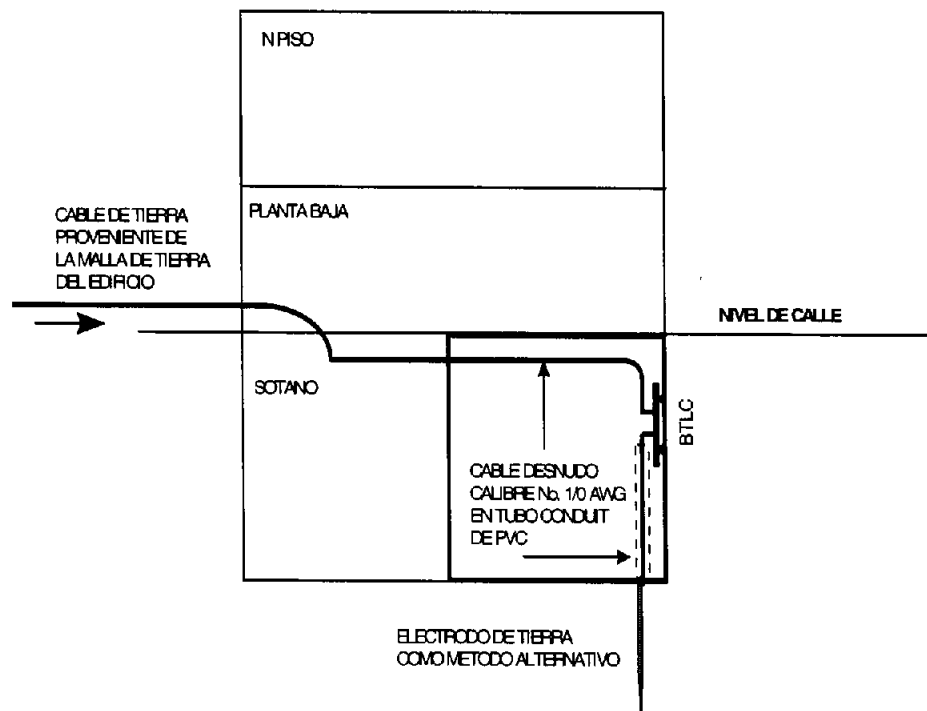 N PISO
PLANTA BAJA
CABLE DE TIERRA
PROVENIENTE DE
LA MALLA DE TIERRA
DEL EDIFICIO
NIVEL DE CALLE
SOTANO
BTLC
CABLE DESNUDO
CALIBRE No. 1/0 AWG
EN TUBO CONDUIT
DE PVC
ELECTRODO DE TIERRA
COMO METODO ALTERNATIVO